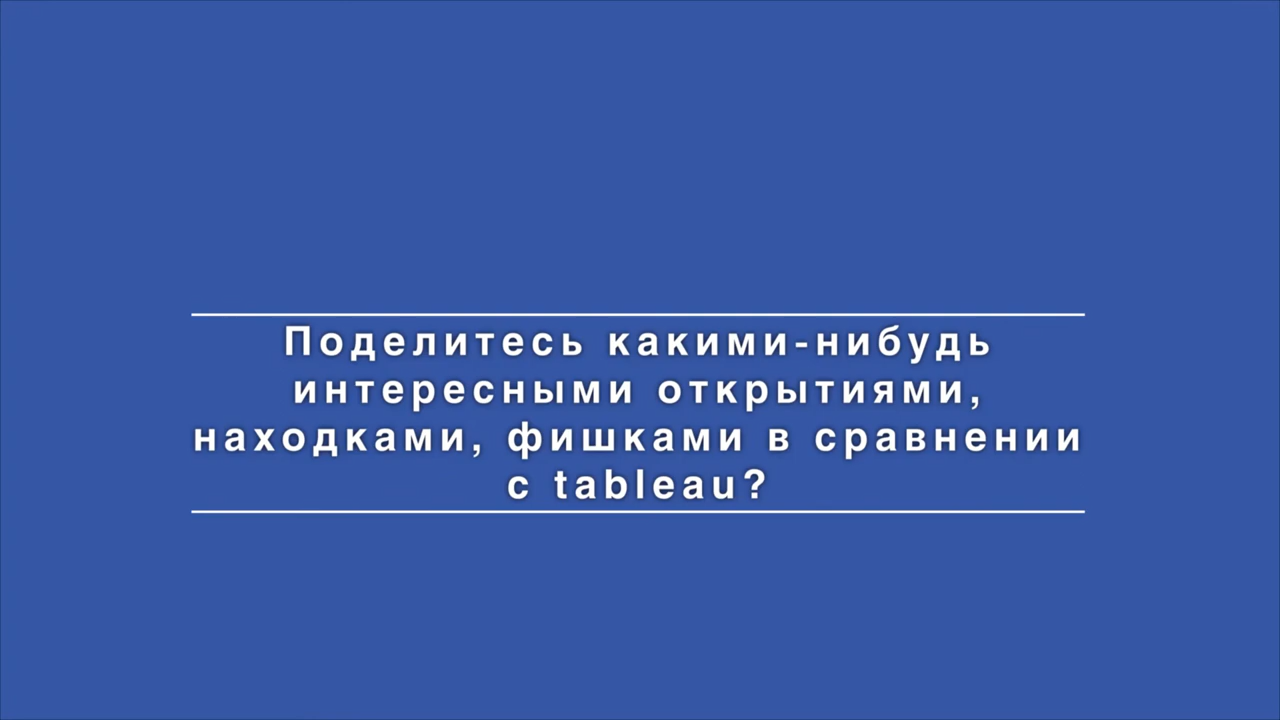 Поделитесь какими-нибудь
интересными открытиями,
находками, фишками в сравнении
с tableau?